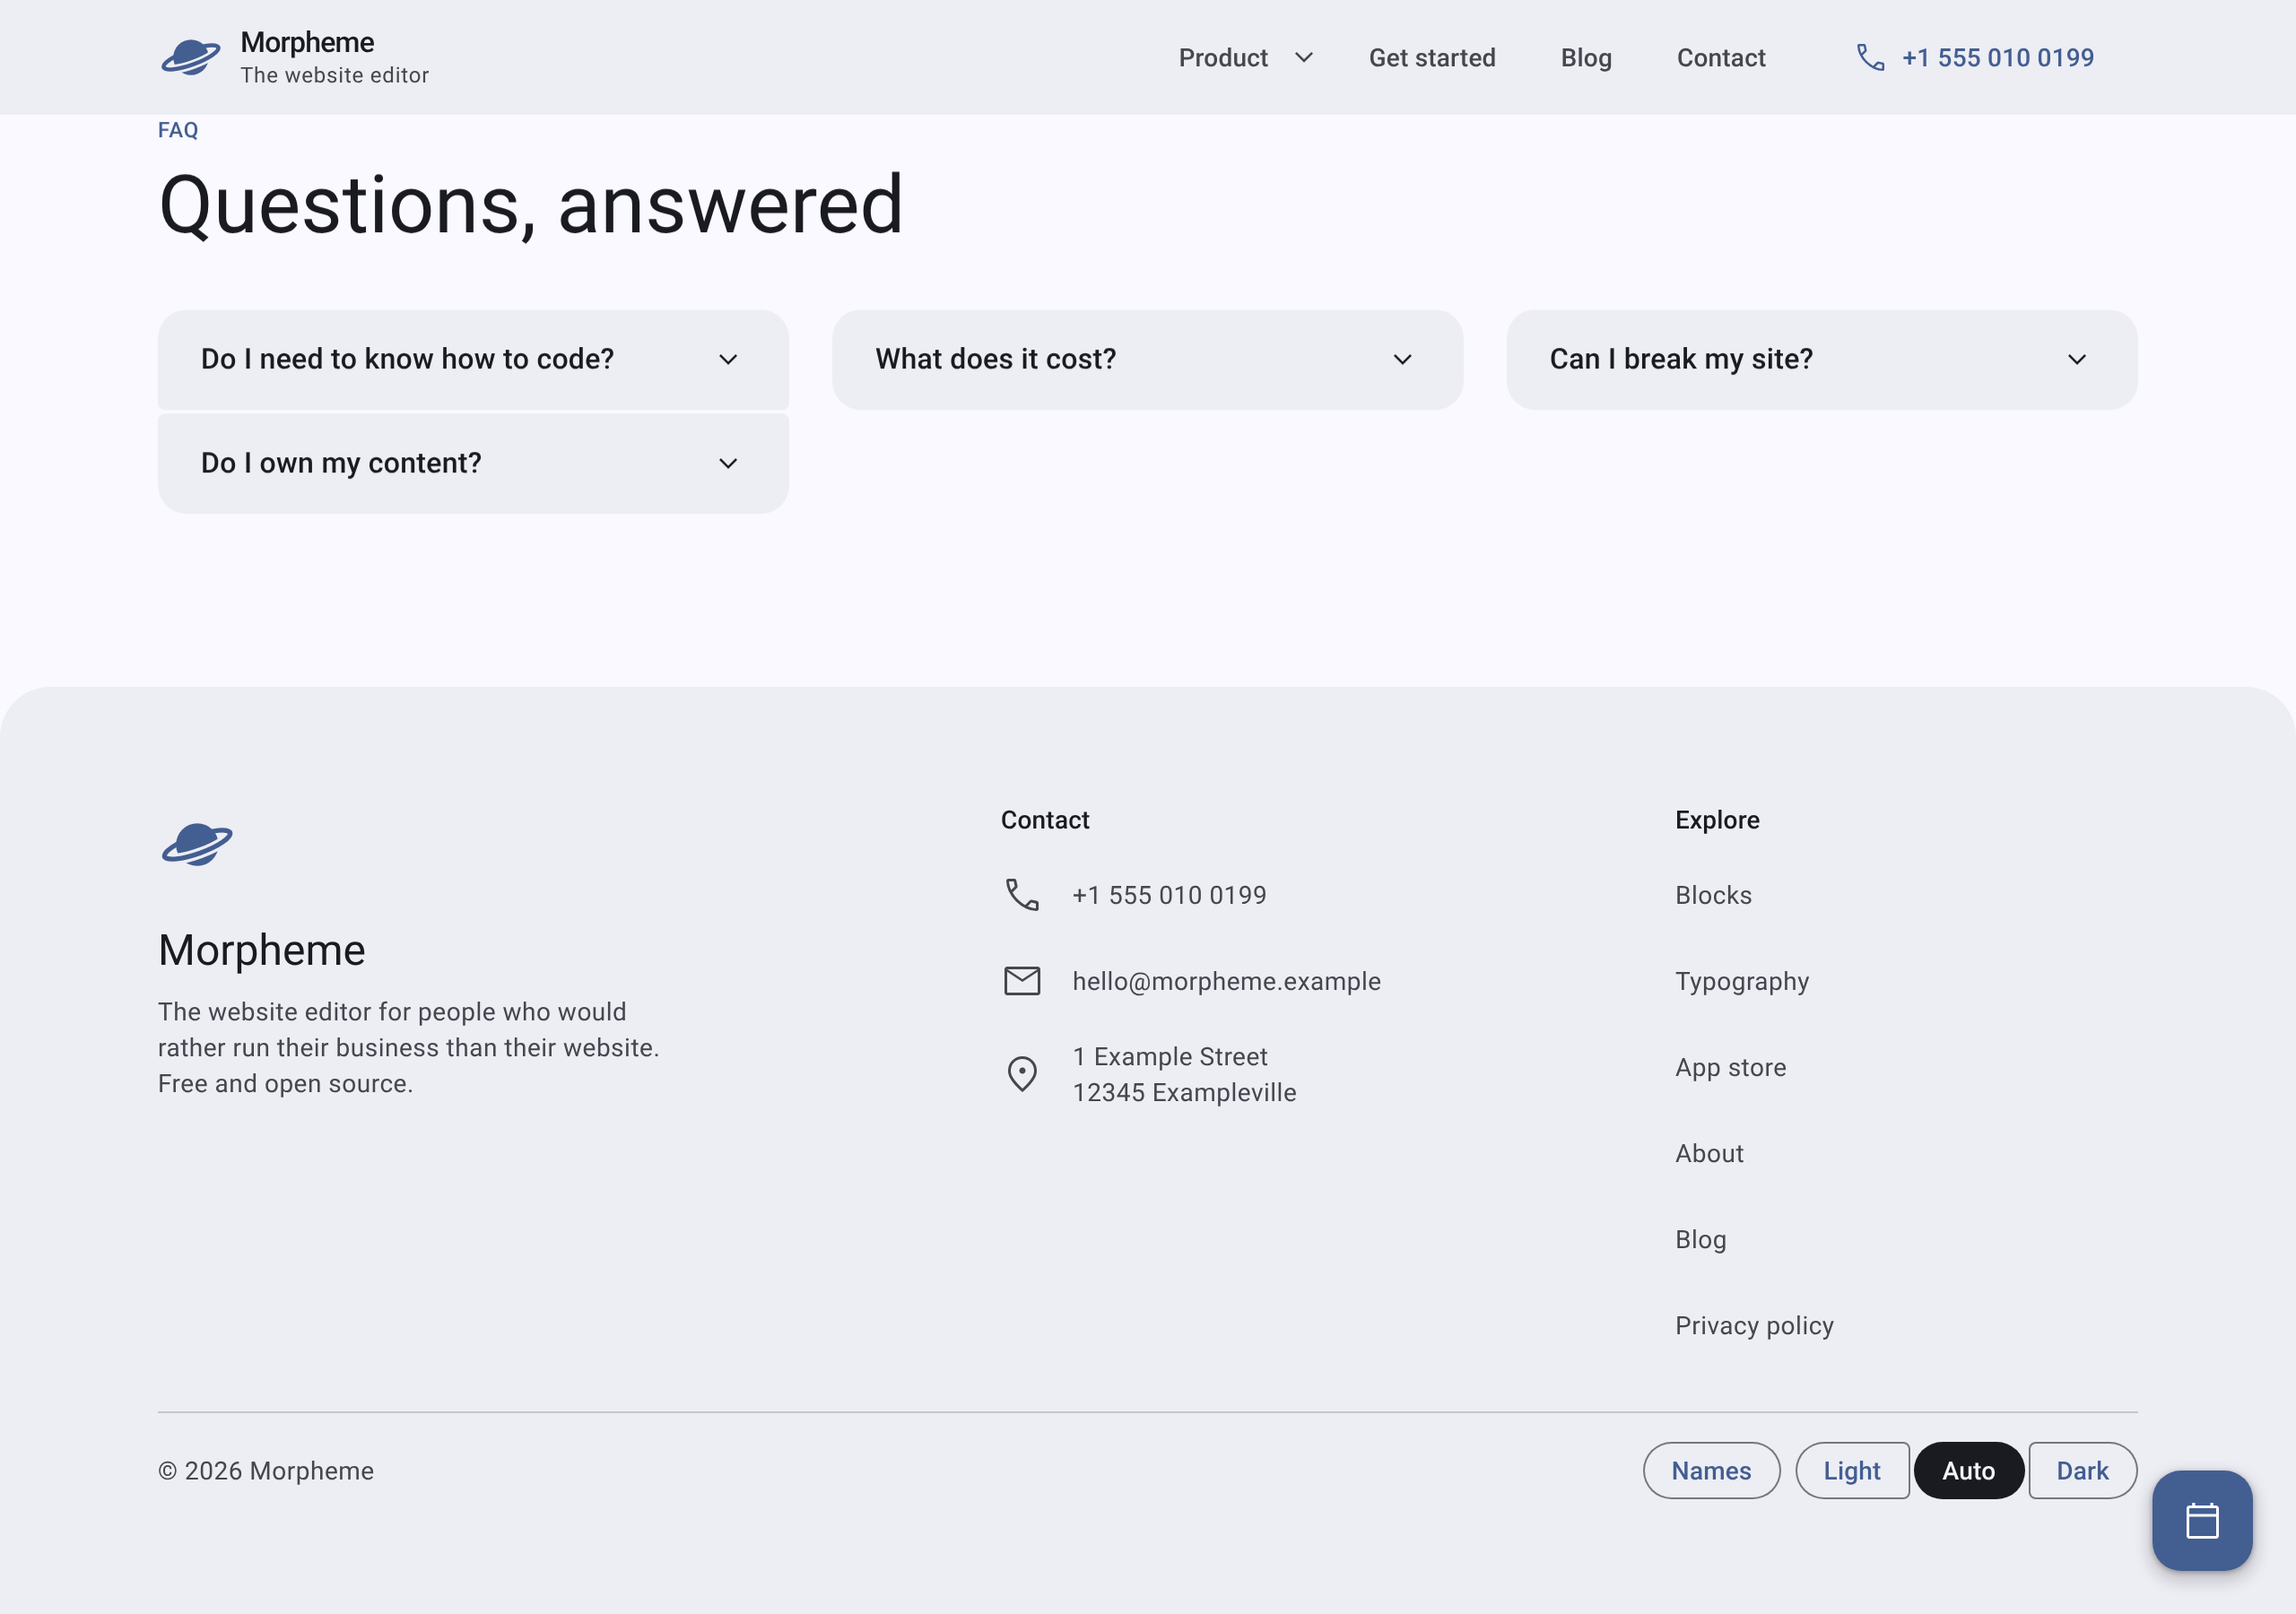 Morpheme
The website editor
Product
Get started
Blog
Contact
+1 555 010 0199
FAQ
Questions, answered
Do I need to know how to code?
What does it cost?
Can I break my site?
Do I own my content?
Morpheme
The website editor for people who would
rather run their business than their website.
Free and open source.
Contact
+1 555 010 0199
hello@morpheme.example
1 Example Street
12345 Exampleville
Explore
Blocks
Typography
App store
About
Blog
Privacy policy
© 2026 Morpheme
Names
Light
Auto
Dark